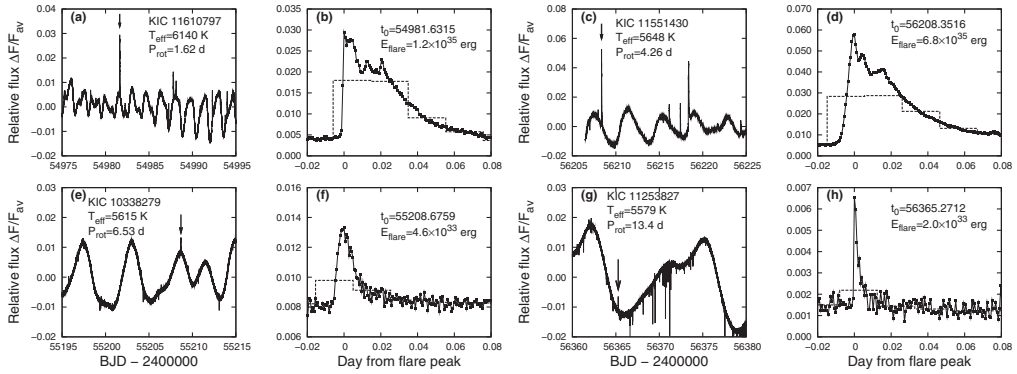 (a)
KIC 11610797
T_eff=6140 K
P_rot=1.62 d
Relative flux ΔF/F_av
0.04
0.03
0.02
0.01
0.00
−0.01
−0.02
54975 54980 54985 54990 54995
(b)
t_0=54981.6315
E_flare=1.2×10^35 erg
0.035
0.030
0.025
0.020
0.015
0.010
0.005
0.000
−0.02 0 0.02 0.04 0.06 0.08
(c)
KIC 11551430
T_eff=5648 K
P_rot=4.26 d
0.08
0.06
0.04
0.02
0.00
−0.02
56205 56210 56215 56220 56225
(d)
t_0=56208.3516
E_flare=6.8×10^35 erg
0.070
0.060
0.050
0.040
0.030
0.020
0.010
0.000
−0.02 0 0.02 0.04 0.06 0.08
(e)
KIC 10338279
T_eff=5615 K
P_rot=6.53 d
Relative flux ΔF/F_av
0.03
0.02
0.01
0.00
−0.01
−0.02
55195 55200 55205 55210 55215
BJD − 2400000
(f)
t_0=55208.6759
E_flare=4.6×10^33 erg
0.016
0.014
0.012
0.010
0.008
0.006
−0.02 0 0.02 0.04 0.06 0.08
Day from flare peak
(g)
KIC 11253827
T_eff=5579 K
P_rot=13.4 d
0.03
0.02
0.01
0.00
−0.01
−0.02
56360 56365 56370 56375 56380
BJD − 2400000
(h)
t_0=56365.2712
E_flare=2.0×10^33 erg
0.007
0.006
0.005
0.004
0.003
0.002
0.001
0.000
−0.02 0 0.02 0.04 0.06 0.08
Day from flare peak